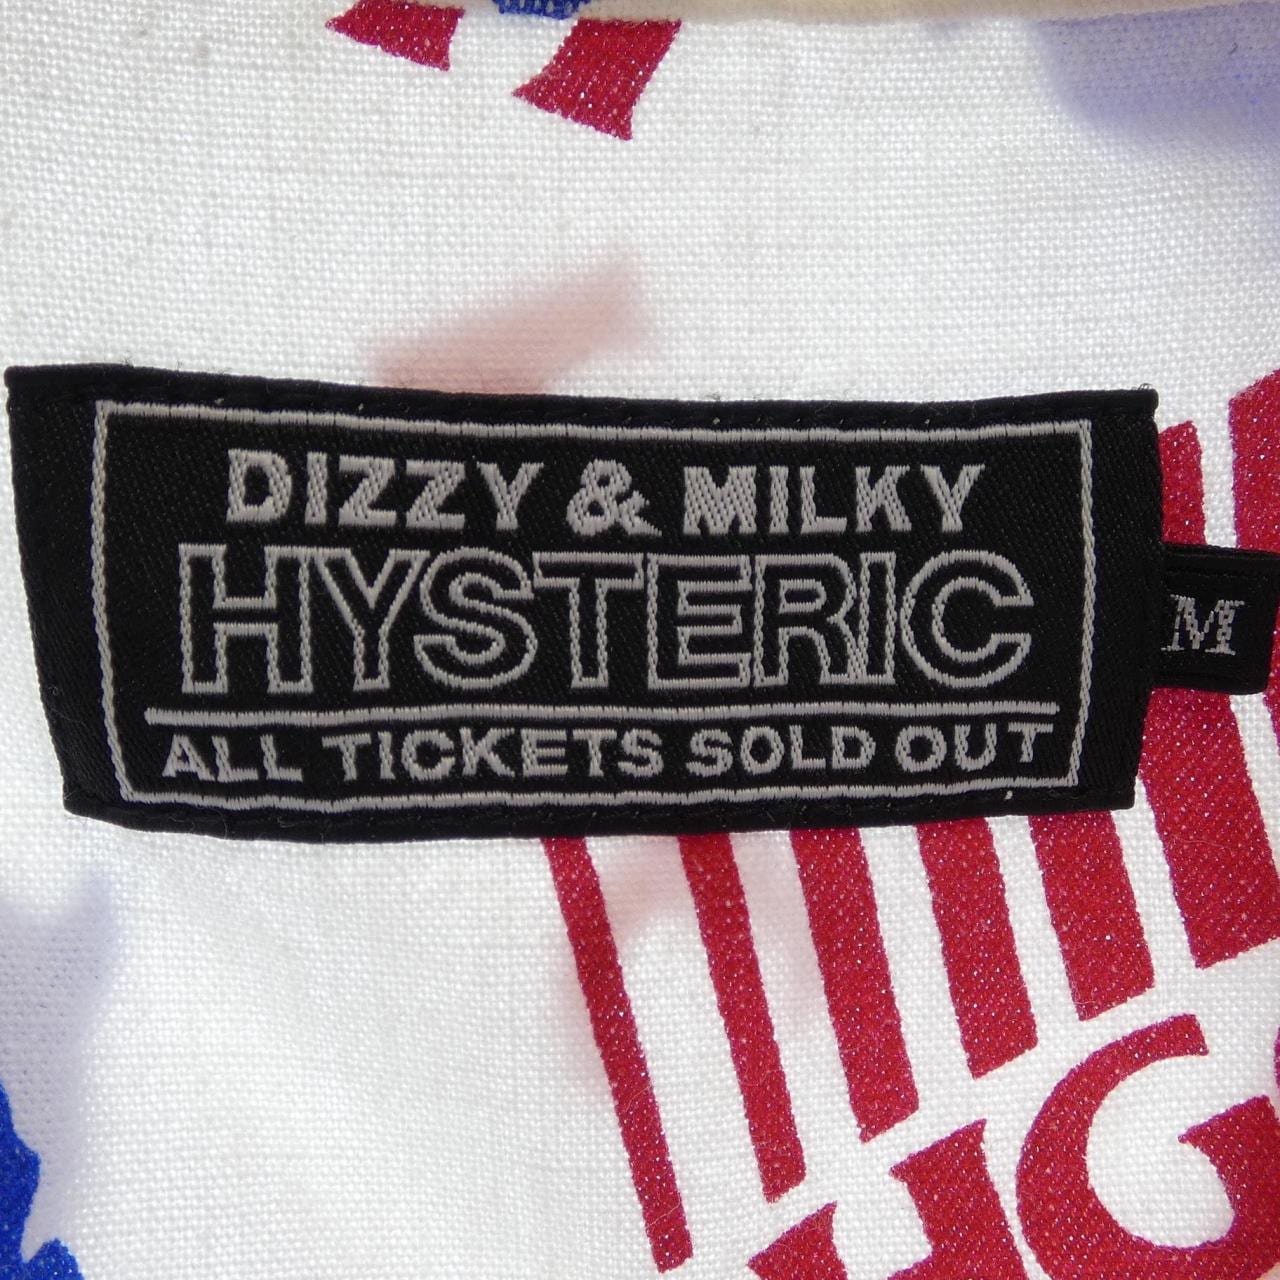 DIZZY & MILKY
HYSTERIC
ALL TICKETS SOLD OUT
M